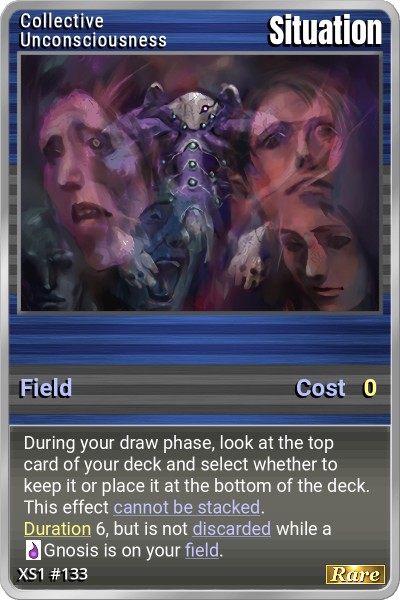 Collective
Unconsciousness
Situation
Field
Cost 0
During your draw phase, look at the top
card of your deck and select whether to
keep it or place it at the bottom of the deck.
This effect cannot be stacked.
Duration 6, but is not discarded while a
Gnosis is on your field.
XS1 #133
Rare